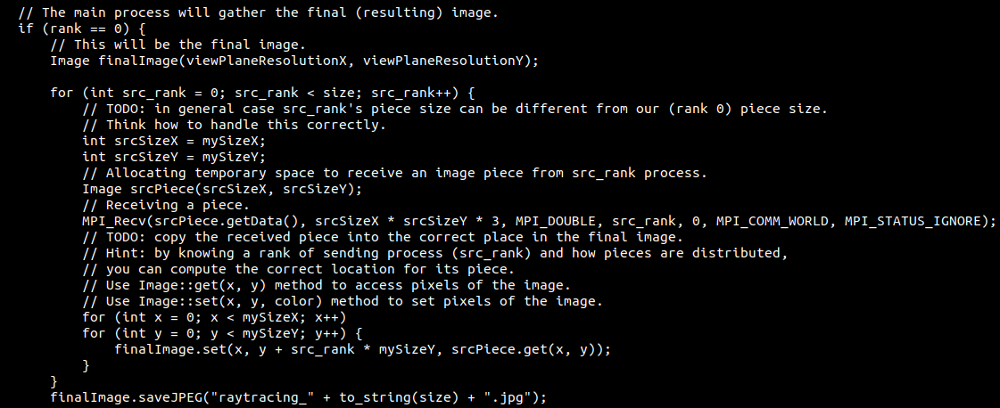 // The main process will gather the final (resulting) image.
if (rank == 0) {
    // This will be the final image.
    Image finalImage(viewPlaneResolutionX, viewPlaneResolutionY);

    for (int src_rank = 0; src_rank < size; src_rank++) {
        // TODO: in general case src_rank's piece size can be different from our (rank 0) piece size.
        // Think how to handle this correctly.
        int srcSizeX = mySizeX;
        int srcSizeY = mySizeY;
        // Allocating temporary space to receive an image piece from src_rank process.
        Image srcPiece(srcSizeX, srcSizeY);
        // Receiving a piece.
        MPI_Recv(srcPiece.getData(), srcSizeX * srcSizeY * 3, MPI_DOUBLE, src_rank, 0, MPI_COMM_WORLD, MPI_STATUS_IGNORE);
        // TODO: copy the received piece into the correct place in the final image.
        // Hint: by knowing a rank of sending process (src_rank) and how pieces are distributed,
        // you can compute the correct location for its piece.
        // Use Image::get(x, y) method to access pixels of the image.
        // Use Image::set(x, y, color) method to set pixels of the image.
        for (int x = 0; x < mySizeX; x++)
        for (int y = 0; y < mySizeY; y++) {
            finalImage.set(x, y + src_rank * mySizeY, srcPiece.get(x, y));
        }
    }
    finalImage.saveJPEG("raytracing_" + to_string(size) + ".jpg");